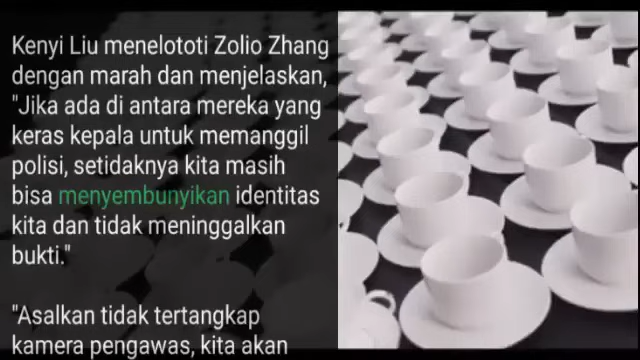 Kenyi Liu menelototi Zolio Zhang
dengan marah dan menjelaskan,
"Jika ada di antara mereka yang
keras kepala untuk memanggil
polisi, setidaknya kita masih
bisa menyembunyikan identitas
kita dan tidak meninggalkan
bukti."
"Asalkan tidak tertangkap
kamera pengawas, kita akan